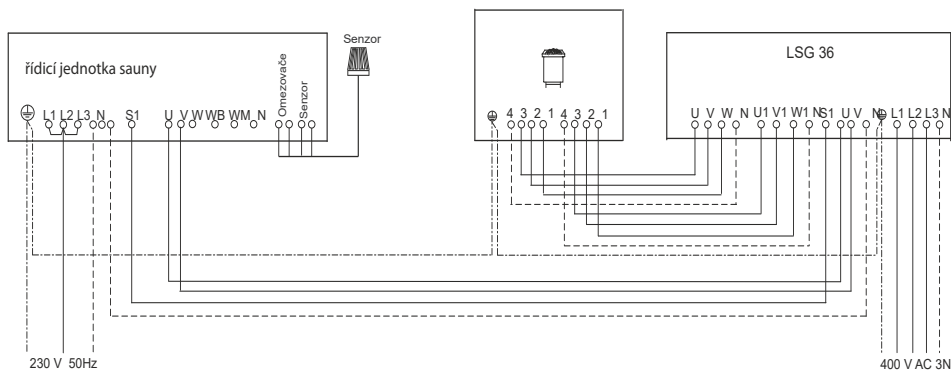 Senzor
řídicí jednotka sauny
LSG 36
Omezovače
Senzor
L1 L2 L3 N S1 U V W WB WM N
4 3 2 1 4 3 2 1
U V W N U1 V1 W1 N S1 U V N L1 L2 L3 N
230 V 50Hz
400 V AC 3N